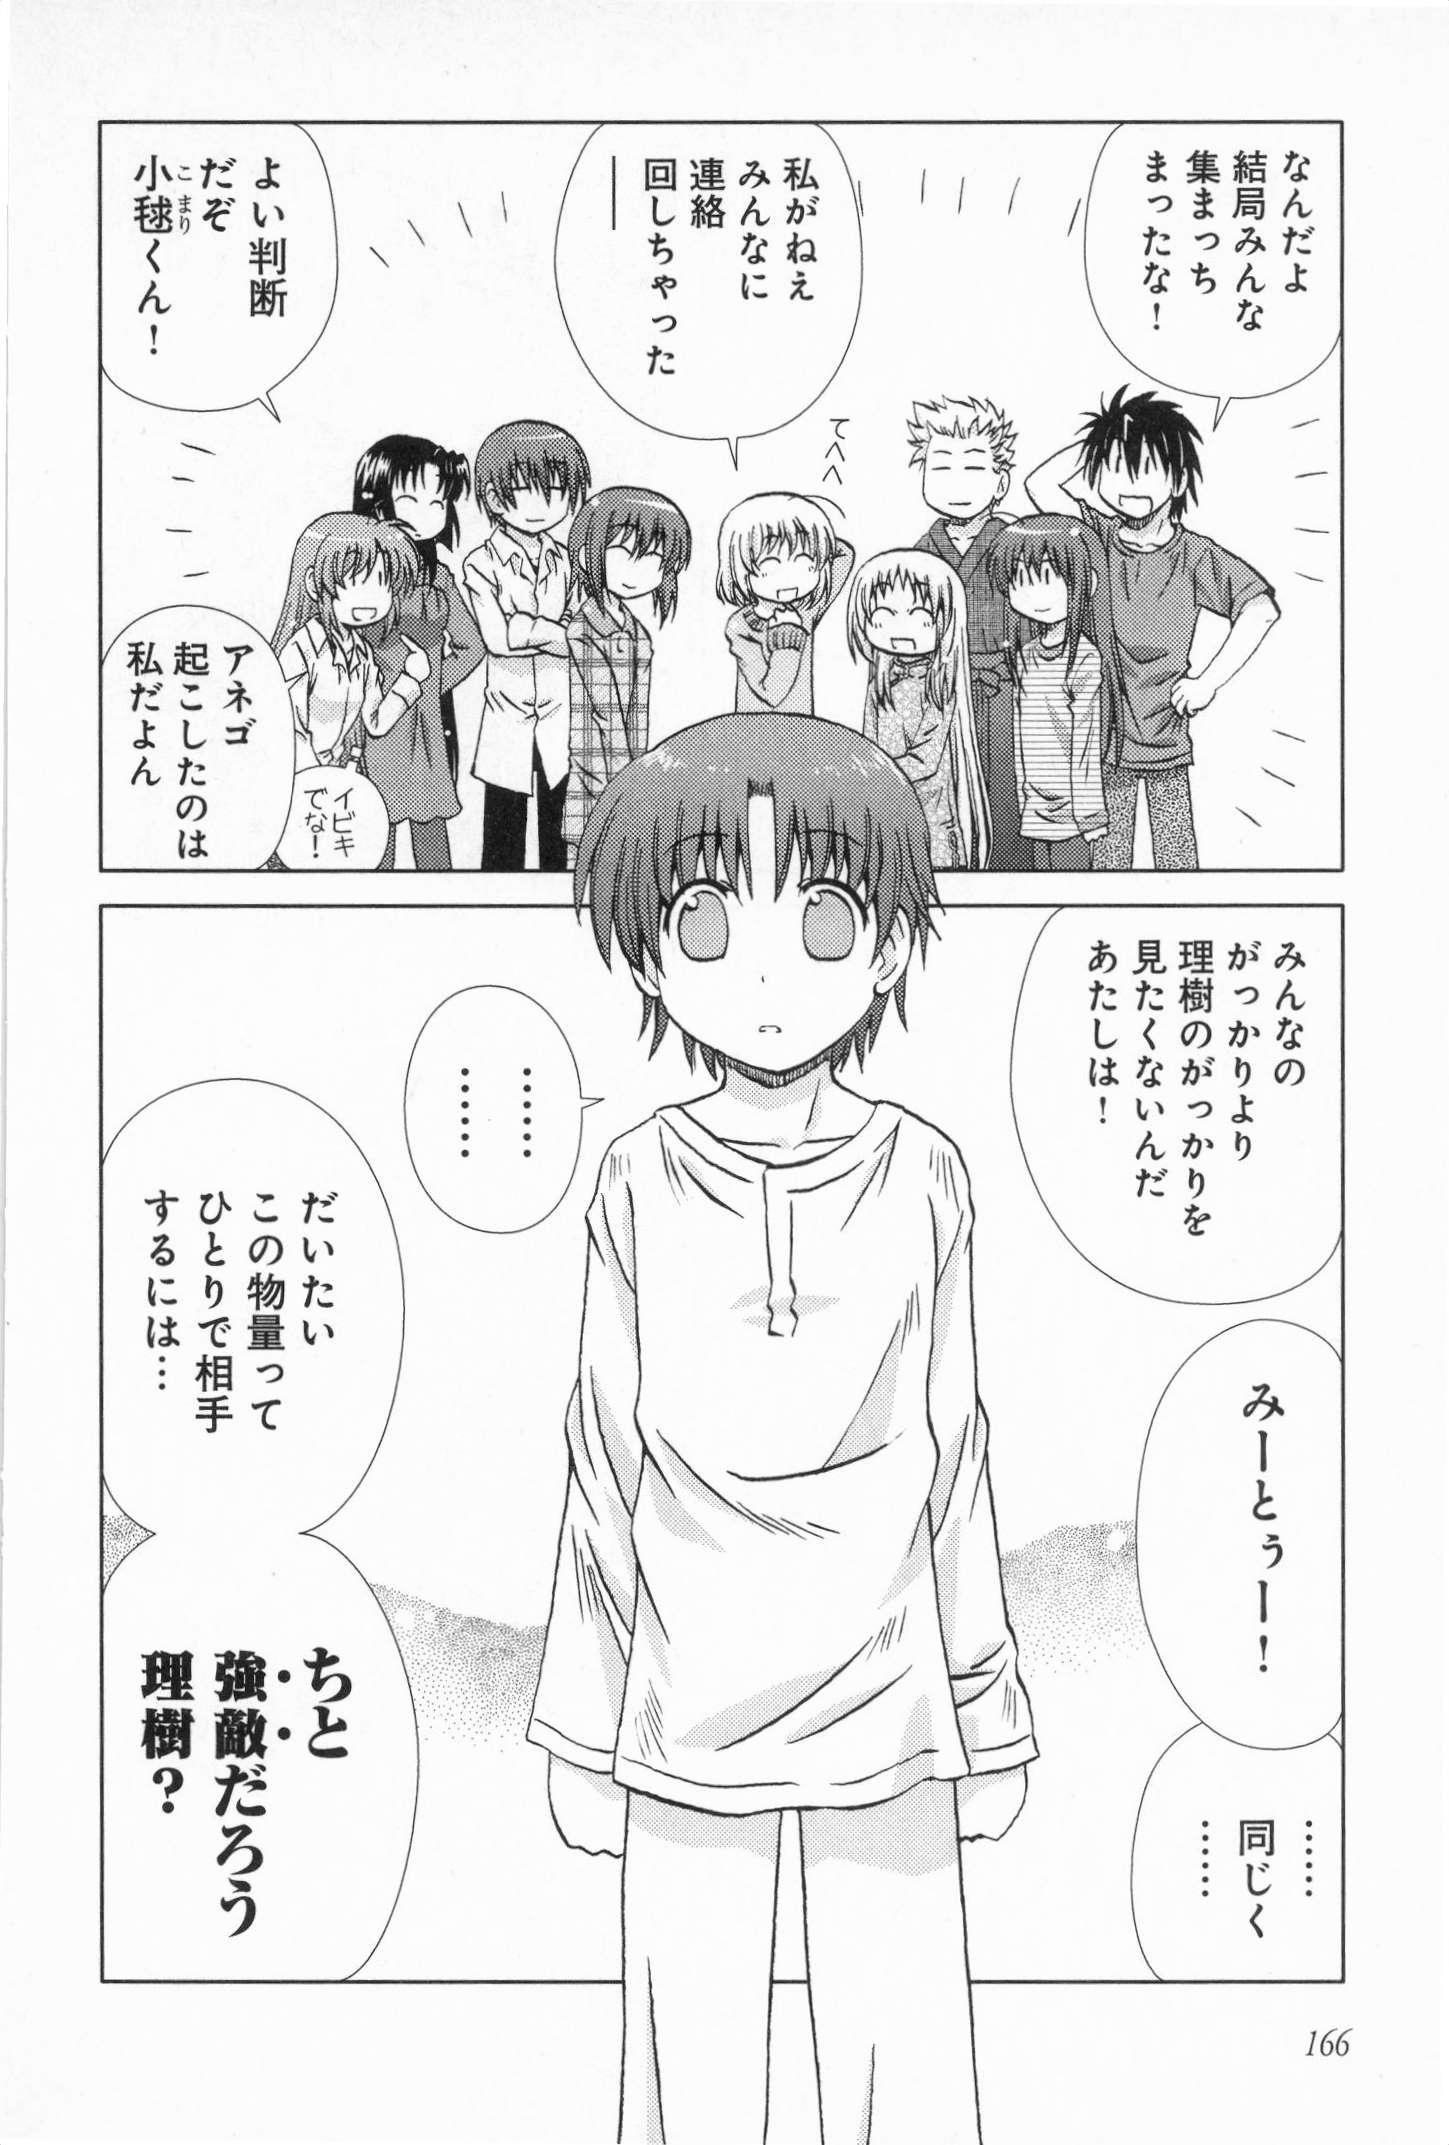 なんだよ
結局みんな
集まっち
まったな！
私がねえ
みんなに
連絡
回しちゃった
――
てへへ
よい判断
だぞ
小毬くん！
こまり
アネゴ
起こしたのは
私だよん
イビキ
でな！
みんなの
がっかりより
理樹のがっかりを
見たくないんだ
あたしは！
みーとぅー！
……
同じく
……
……
……
だいたい
この物量って
ひとりで相手
するには…
ちと
強敵だろう
理樹？
166